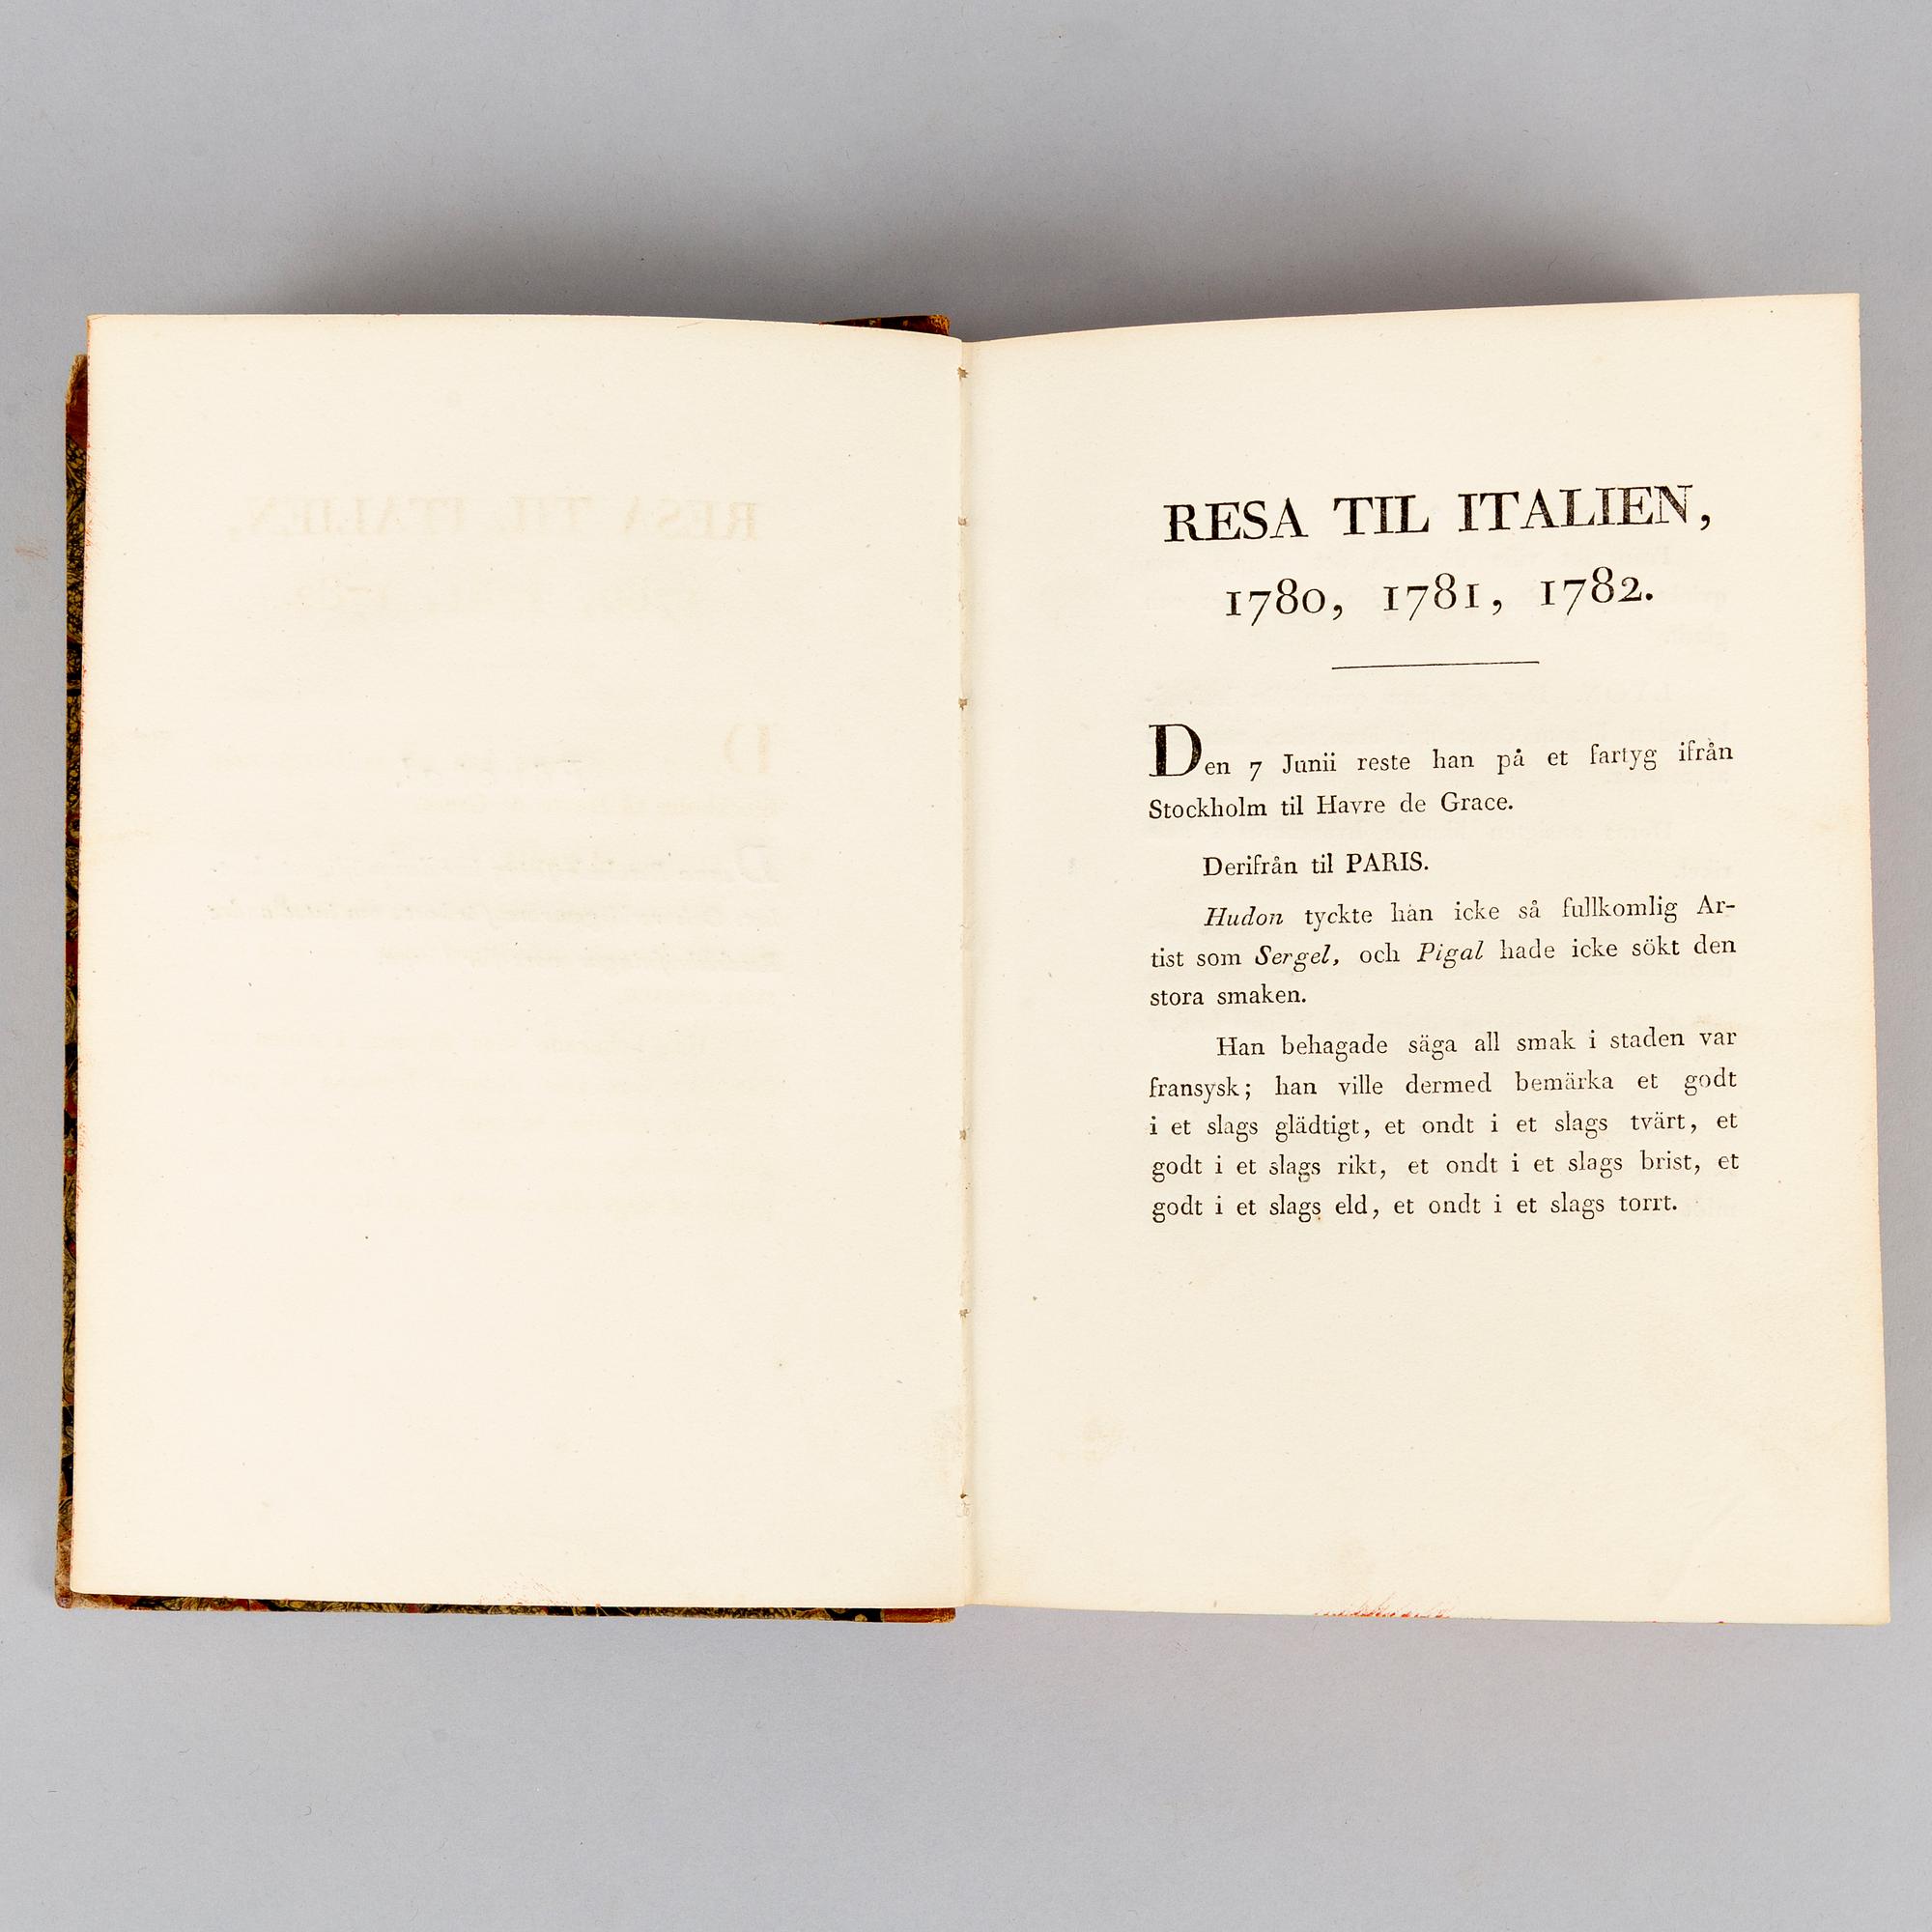 RESA TIL ITALIEN,
1780, 1781, 1782.
Den 7 Junii reste han på et fartyg ifrån
Stockholm til Havre de Grace.
Derifrån til PARIS.
Hudon tyckte han icke så fullkomlig Ar-
tist som Sergel, och Pigal hade icke sökt den
stora smaken.
Han behagade säga all smak i staden var
fransysk; han ville dermed bemärka et godt
i et slags glädtigt, et ondt i et slags tvärt, et
godt i et slags rikt, et ondt i et slags brist, et
godt i et slags eld, et ondt i et slags torrt.